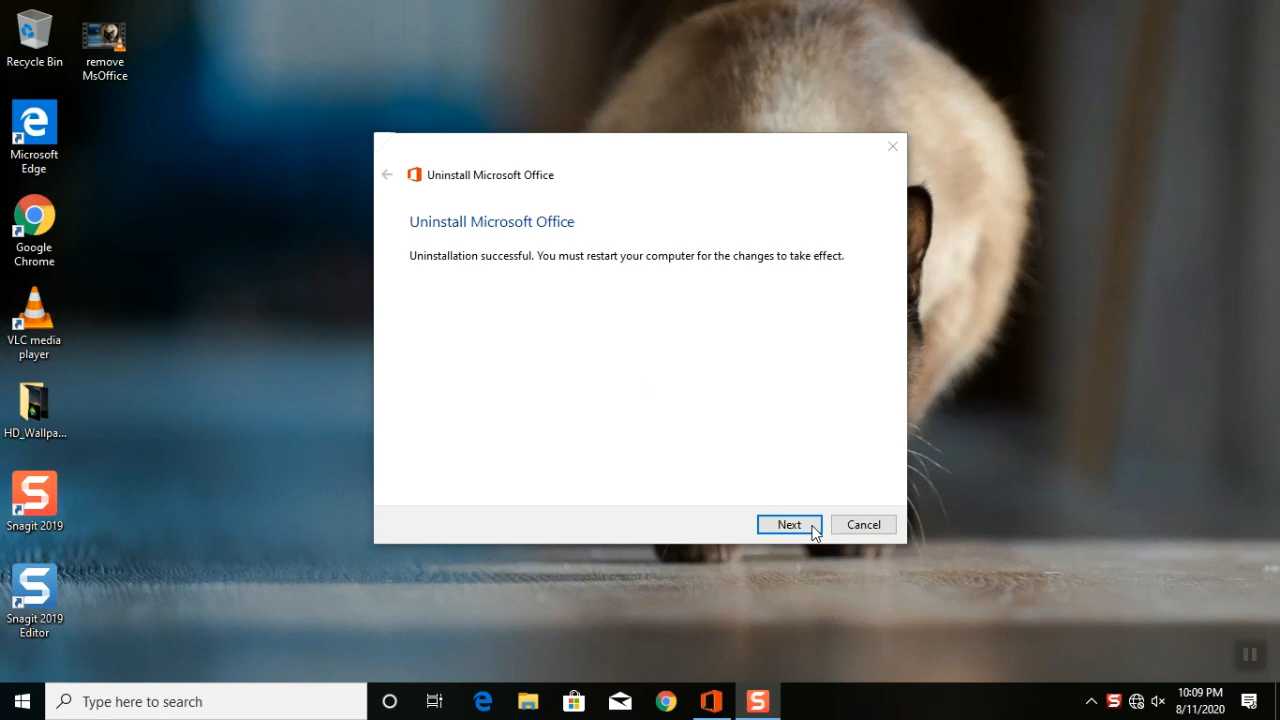 Recycle Bin
remove
MsOffice
Microsoft
Edge
Google
Chrome
VLC media
player
HD_Wallpa...
Snagit 2019
Snagit 2019
Editor
Uninstall Microsoft Office
Uninstall Microsoft Office
Uninstallation successful. You must restart your computer for the changes to take effect.
Next
Cancel
Type here to search
10:09 PM
8/11/2020